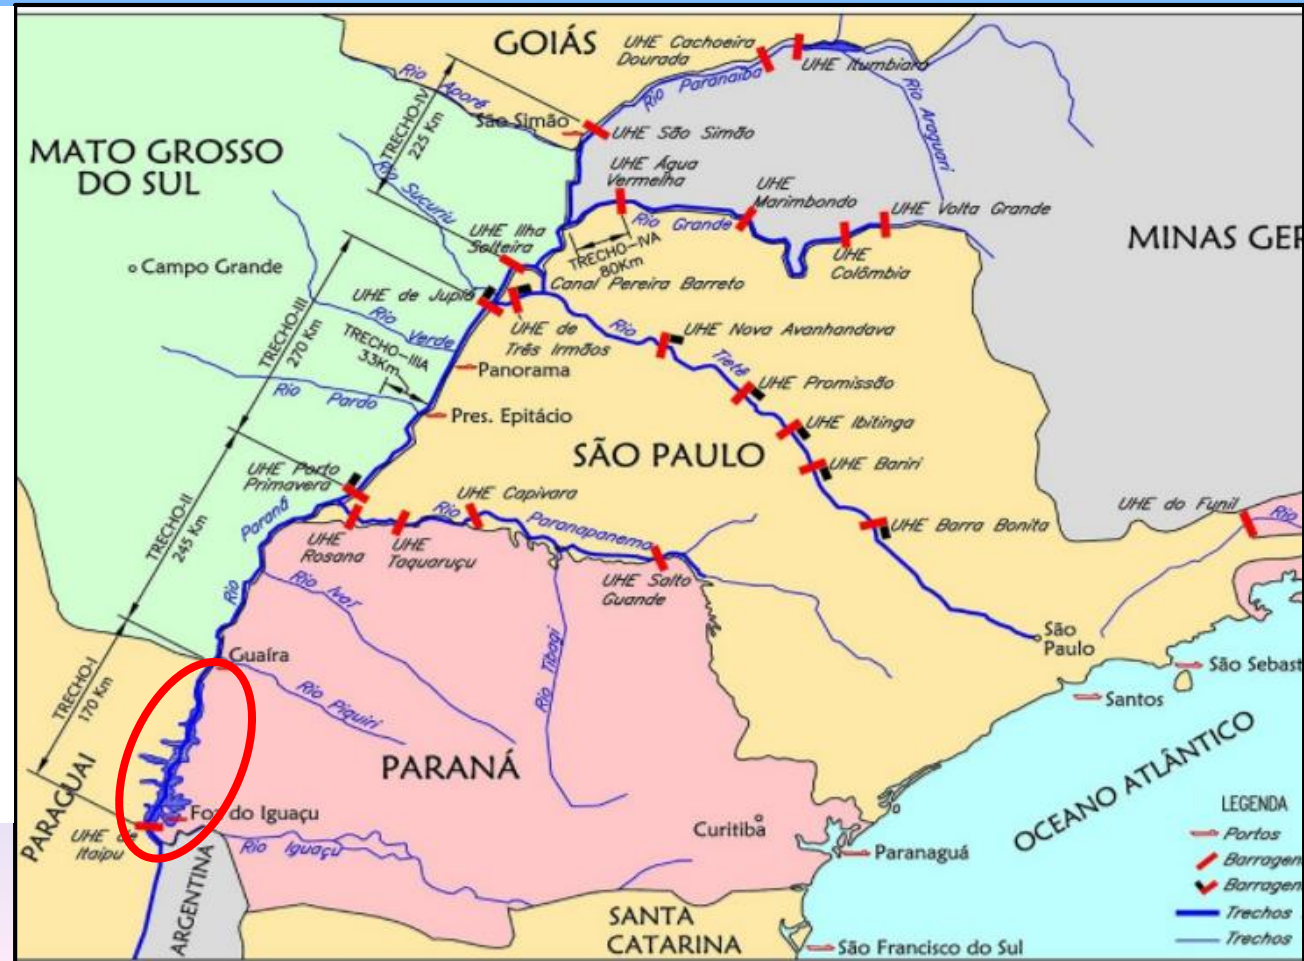 GOIÁS
UHE Cachoeira
Dourada
UHE Itumbiara
Rio Paranaíba
Rio Araguari
Rio Aporé
São Simão
UHE São Simão
TRECHO-IV
225 Km
MATO GROSSO
DO SUL
Rio Sucuriu
UHE Água
Vermelha
UHE
Marimbondo
UHE Volta Grande
Rio Grande
UHE
Colômbia
MINAS GER
TRECHO-IVA
80Km
UHE Ilha
Solteira
Campo Grande
Canal Pereira Barreto
UHE de Jupiá
UHE de
Três Irmãos
Rio Verde
TRECHO-III
270 Km
TRECHO-IIIA
33Km
Rio Tietê
UHE Nova Avanhandava
Panorama
UHE Promissão
Rio Pardo
Pres. Epitácio
UHE Ibitinga
SÃO PAULO
UHE Bariri
UHE Porto
Primavera
UHE Capivara
UHE do Funil
Rio
UHE Barra Bonita
TRECHO-II
245 Km
Rio Paraná
UHE
Rosana
UHE
Taquaruçu
Rio Paranapanema
UHE Salto
Guande
Rio Ivaí
Rio Tibagi
São
Paulo
Guaíra
São Sebast
TRECHO-I
170 Km
Rio Piquiri
Santos
PARANÁ
OCEANO ATLÂNTICO
PARAGUAI
Foz do Iguaçu
UHE de
Itaipu
Rio Iguaçu
Curitiba
Paranaguá
ARGENTINA
SANTA
CATARINA
São Francisco do Sul
LEGENDA
Portos
Barragen
Barragen
Trechos
Trechos